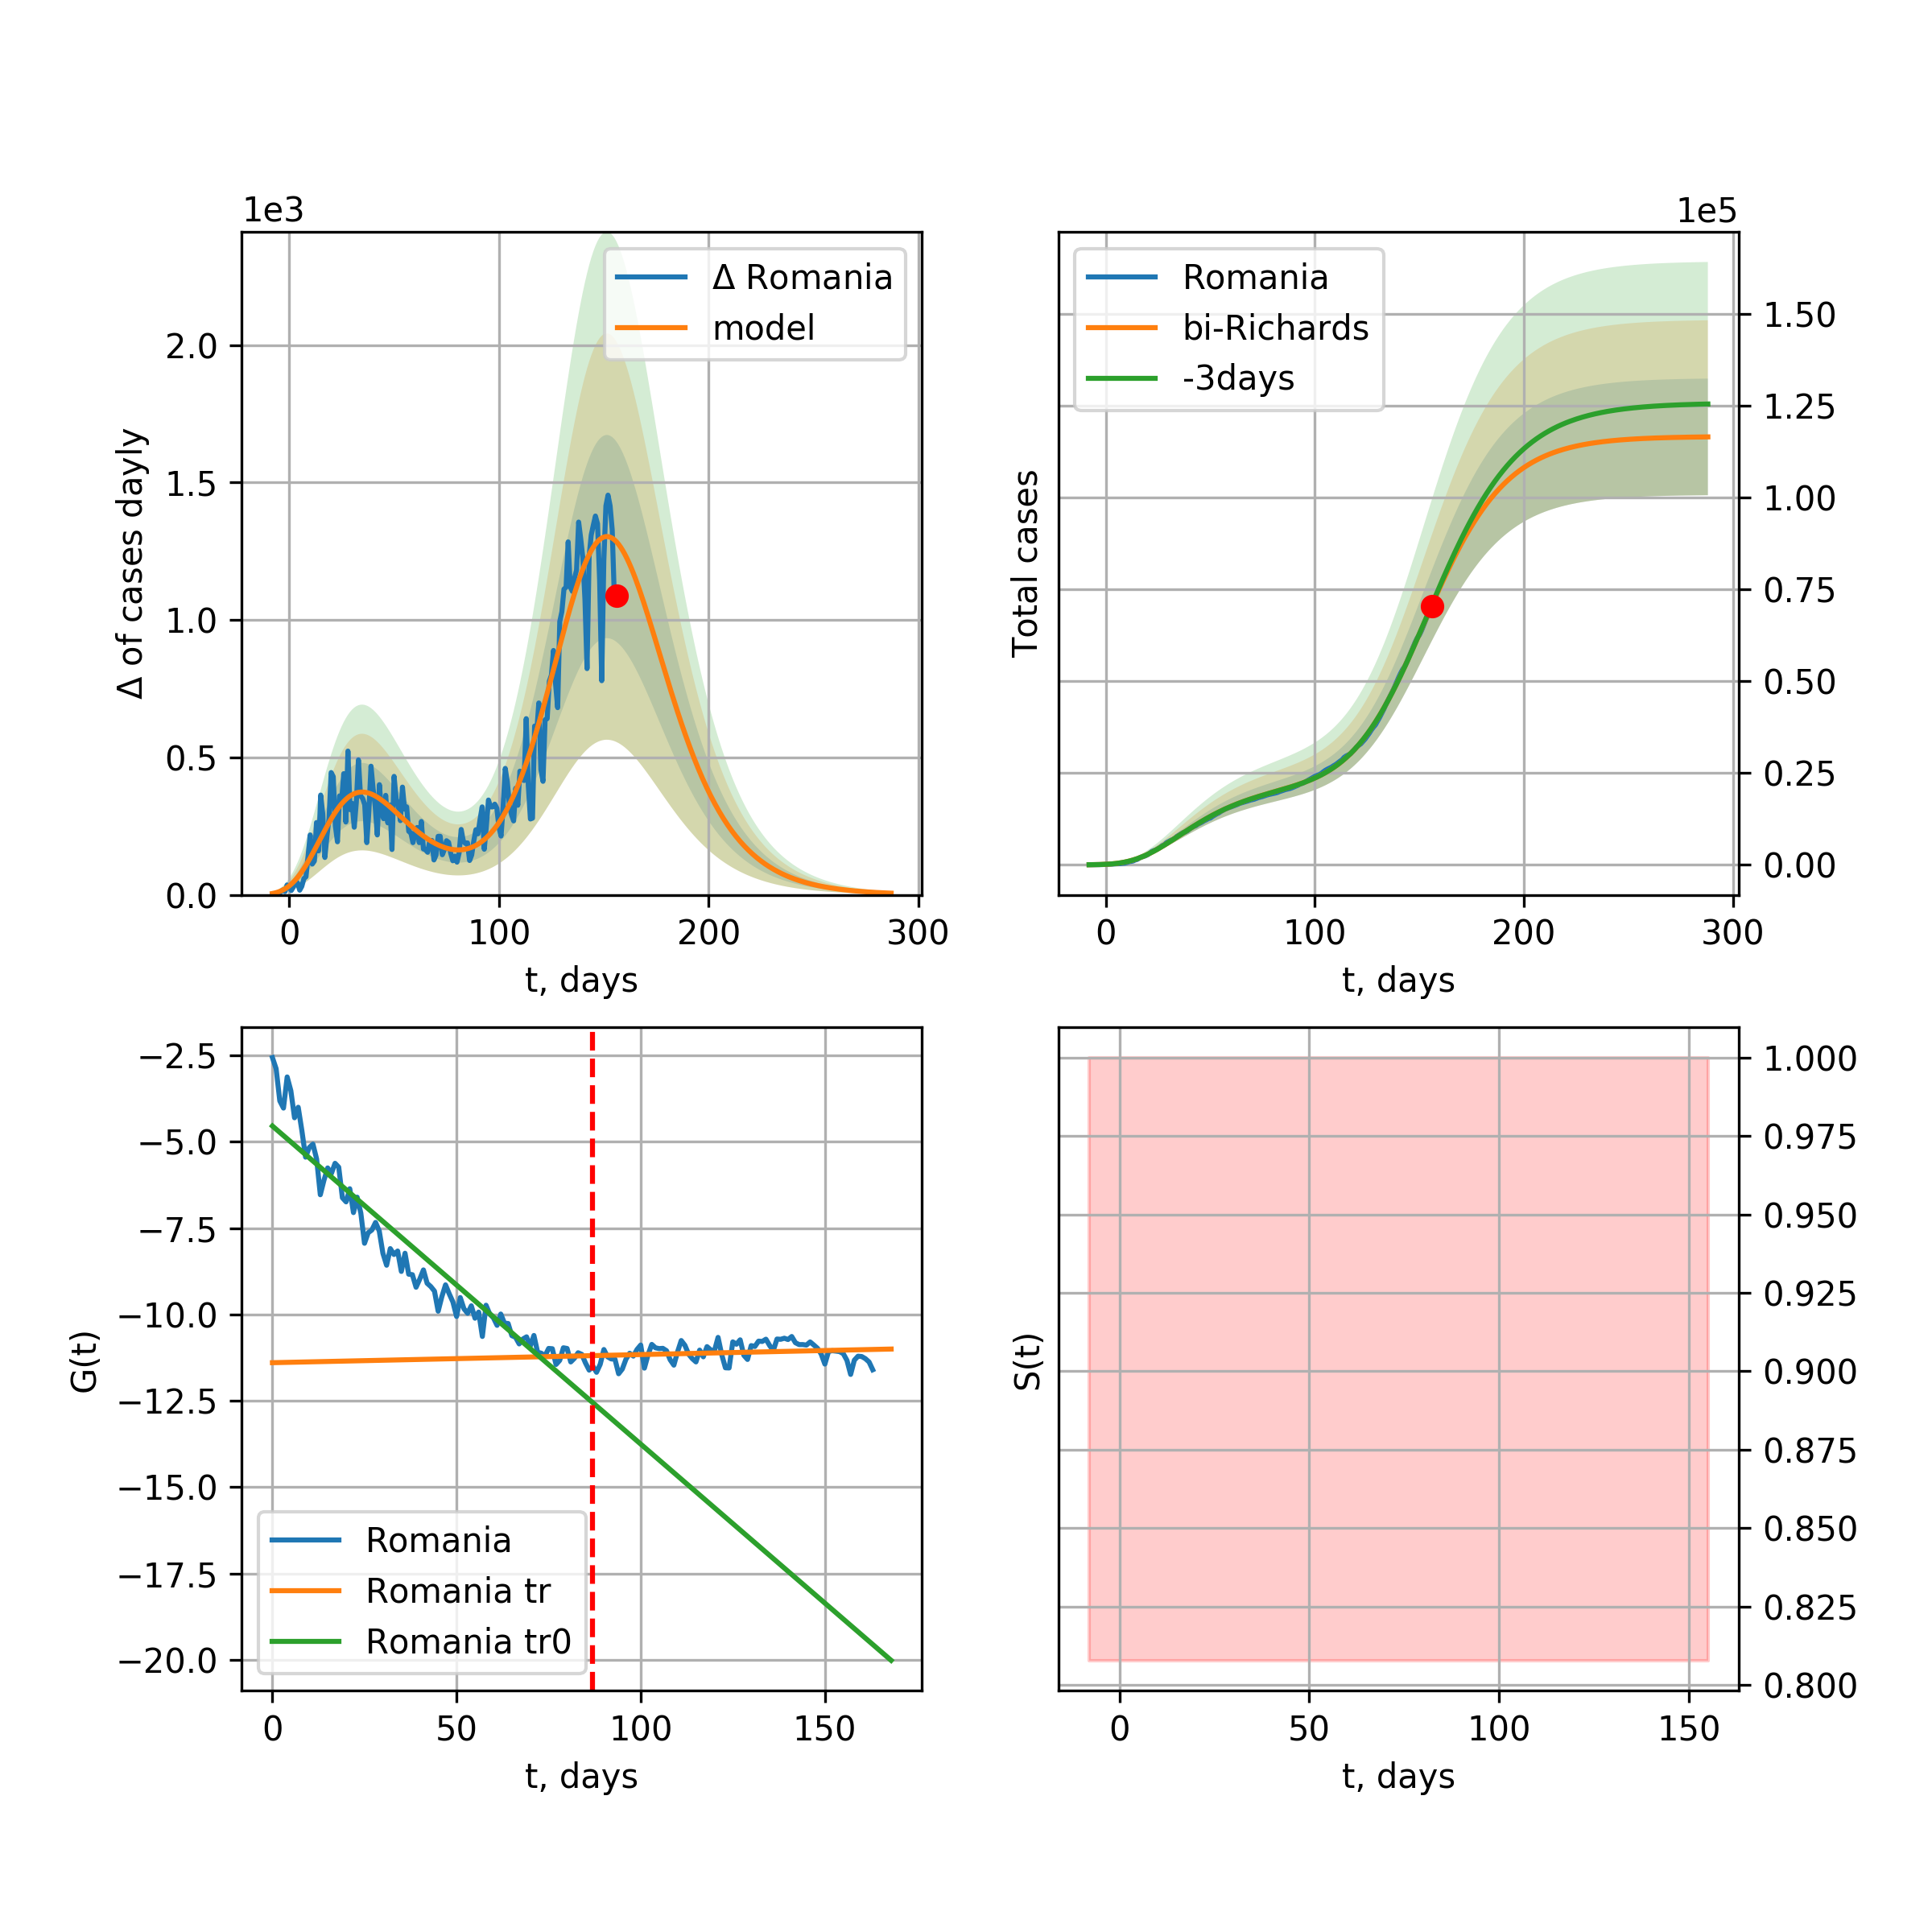 1e3
Δ of cases dayly
2.0
1.5
1.0
0.5
0.0
Δ Romania
model
0
100
200
300
t, days
1e5
Total cases
Romania
bi-Richards
-3days
1.50
1.25
1.00
0.75
0.50
0.25
0.00
0
100
200
300
t, days
G(t)
−2.5
−5.0
−7.5
−10.0
−12.5
−15.0
−17.5
−20.0
Romania
Romania tr
Romania tr0
0
50
100
150
t, days
S(t)
1.000
0.975
0.950
0.925
0.900
0.875
0.850
0.825
0.800
0
50
100
150
t, days